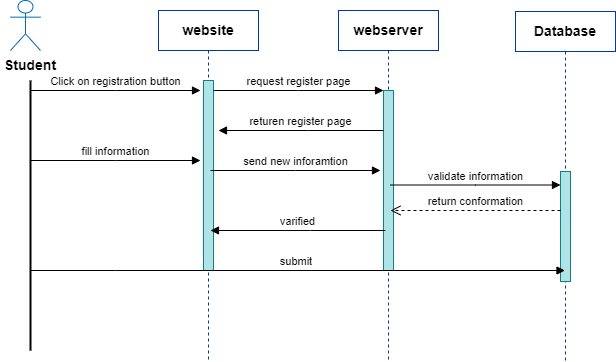 website
webserver
Database
Student
Click on registration button
request register page
returen register page
fill information
send new inforamtion
validate information
return conformation
varified
submit